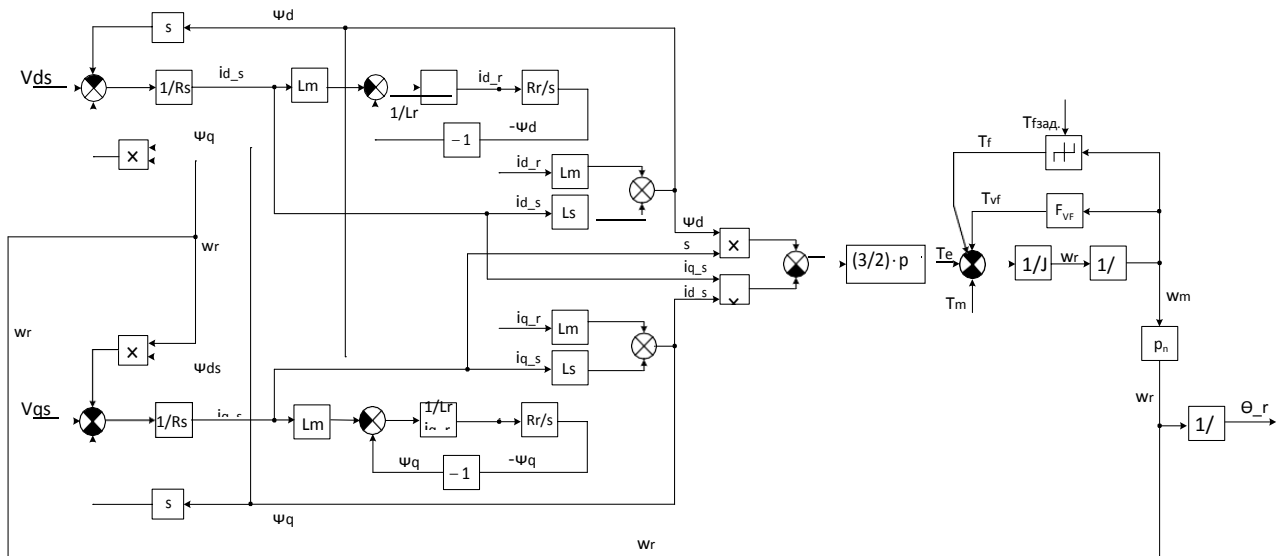 s
Ψd
Vds
1/Rs
id_s
Lm
1/Lr
id_r
Rr/s
-Ψd
−1
Ψq
×
id_r
Lm
id_s
Ls
Ψd
s
×
iq_s
id_s
(3/2)·p
Te
Tm
Tf
Tfзад.
Tvf
FVF
1/J
wr
1/
wm
pn
wr
1/
Θ_r
wr
wr
×
Ψds
iq_r
Lm
iq_s
Ls
Vqs
1/Rs
iq_s
Lm
1/Lr
iq_r
Rr/s
Ψq
−1
-Ψq
s
Ψq
wr